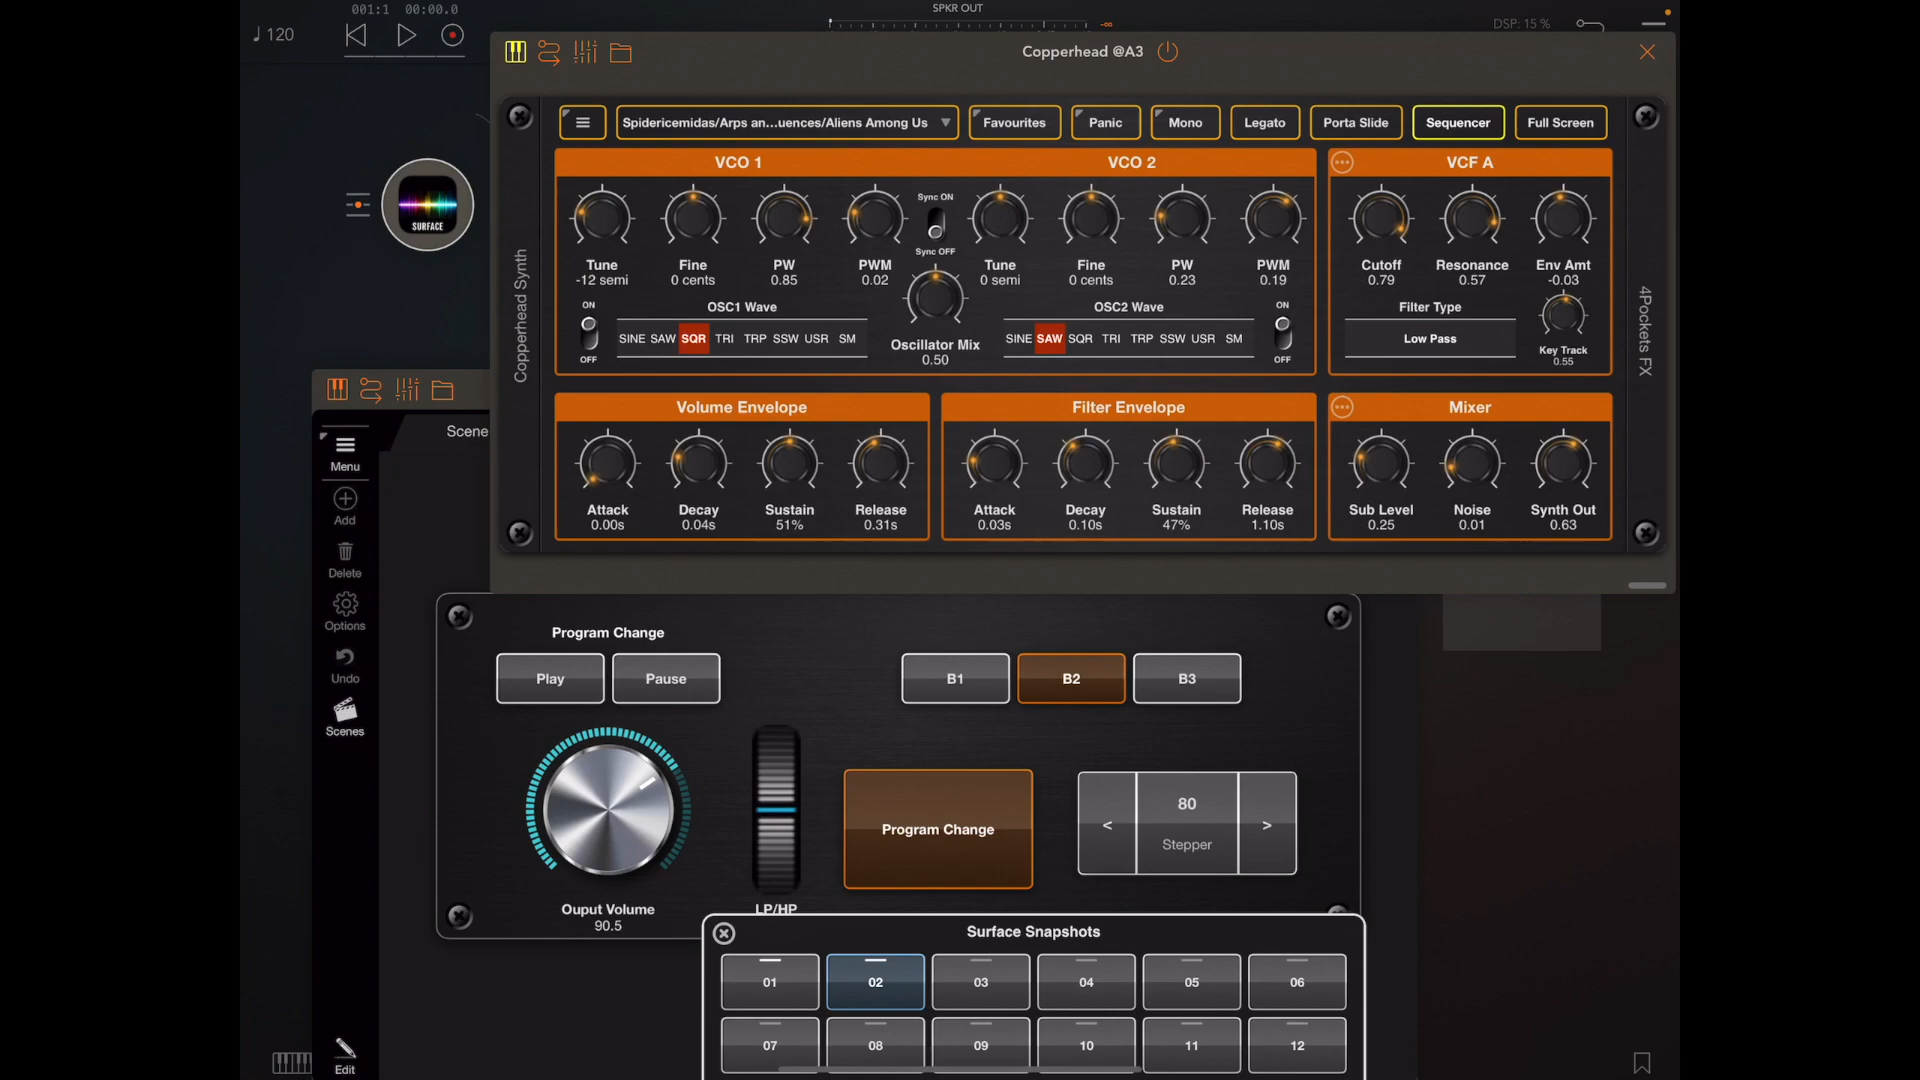 001:1 00:00.0
SPKR OUT
♩120
-∞
DSP: 15 %
Copperhead @A3
Spidericemidas/Arps an...uences/Aliens Among Us
Favourites
Panic
Mono
Legato
Porta Slide
Sequencer
Full Screen
VCO 1
VCO 2
VCF A
SURFACE
Sync ON
Sync OFF
Tune
-12 semi
Fine
0 cents
PW
0.85
PWM
0.02
Tune
0 semi
Fine
0 cents
PW
0.23
PWM
0.19
Cutoff
0.79
Resonance
0.57
Env Amt
-0.03
Copperhead Synth
4Pockets FX
ON
OFF
OSC1 Wave
SINE SAW SQR TRI TRP SSW USR SM
Oscillator Mix
0.50
OSC2 Wave
SINE SAW SQR TRI TRP SSW USR SM
ON
OFF
Filter Type
Low Pass
Key Track
0.55
Volume Envelope
Filter Envelope
Mixer
Attack
0.00s
Decay
0.04s
Sustain
51%
Release
0.31s
Attack
0.03s
Decay
0.10s
Sustain
47%
Release
1.10s
Sub Level
0.25
Noise
0.01
Synth Out
0.63
Scene
Menu
Add
Delete
Options
Undo
Scenes
Edit
Program Change
Play
Pause
B1
B2
B3
Program Change
<
80
Stepper
>
Ouput Volume
90.5
LP/HP
Surface Snapshots
01
02
03
04
05
06
07
08
09
10
11
12